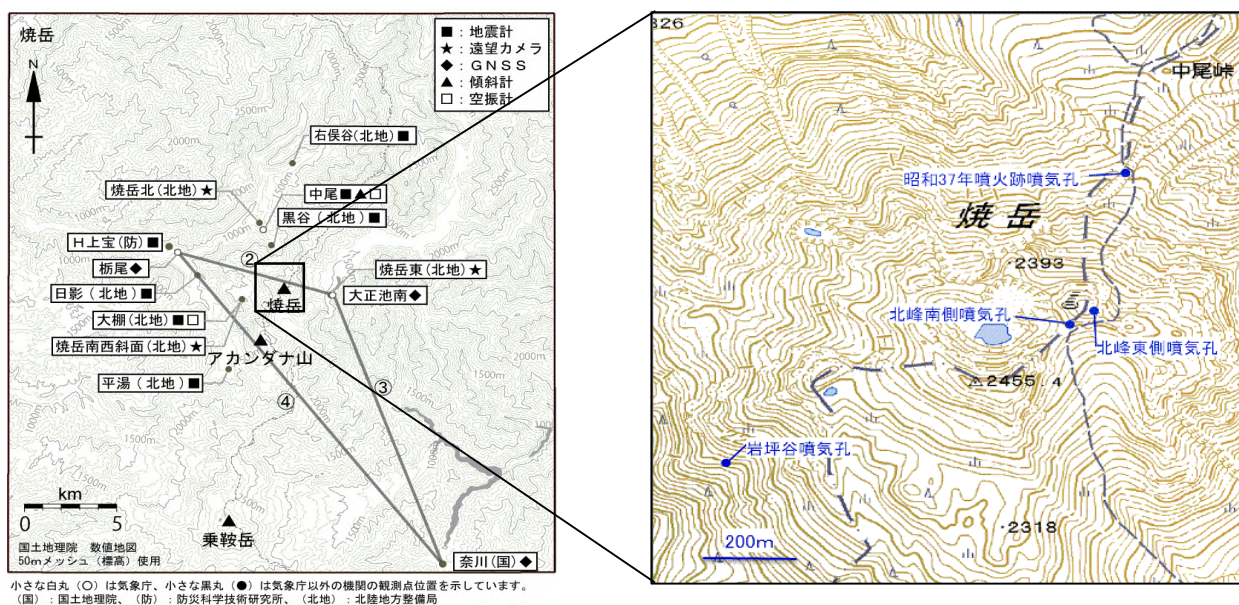 焼岳
N
■：地震計
★：遠望カメラ
◆：ＧＮＳＳ
▲：傾斜計
□：空振計
右俣谷(北地)■
焼岳北(北地)★
中尾■▲□
黒谷(北地)■
Ｈ上宝(防)■
②
栃尾◆
焼岳東(北地)★
日影(北地)■
焼岳
大正池南◆
大棚(北地)■□
焼岳南西斜面(北地)★
アカンダナ山
平湯(北地)■
③
④
km
0 5
乗鞍岳
国土地理院　数値地図
50mメッシュ（標高）使用
奈川(国)◆
1500m
2000m
2500m
1000m
小さな白丸（○）は気象庁、小さな黒丸（●）は気象庁以外の機関の観測点位置を示しています。
（国）：国土地理院、（防）：防災科学技術研究所、（北地）：北陸地方整備局
826
中尾峠
昭和37年噴火跡噴気孔
焼岳
・2393
北峰南側噴気孔
北峰東側噴気孔
2455.4
岩坪谷噴気孔
・2318
200m